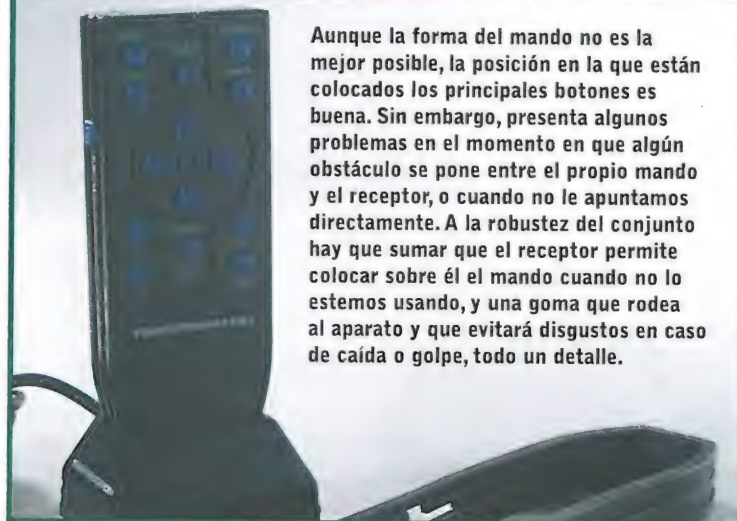 Aunque la forma del mando no es la
mejor posible, la posición en la que están
colocados los principales botones es
buena. Sin embargo, presenta algunos
problemas en el momento en que algún
obstáculo se pone entre el propio mando
y el receptor, o cuando no le apuntamos
directamente. A la robustez del conjunto
hay que sumar que el receptor permite
colocar sobre él el mando cuando no lo
estemos usando, y una goma que rodea
al aparato y que evitará disgustos en caso
de caída o golpe, todo un detalle.